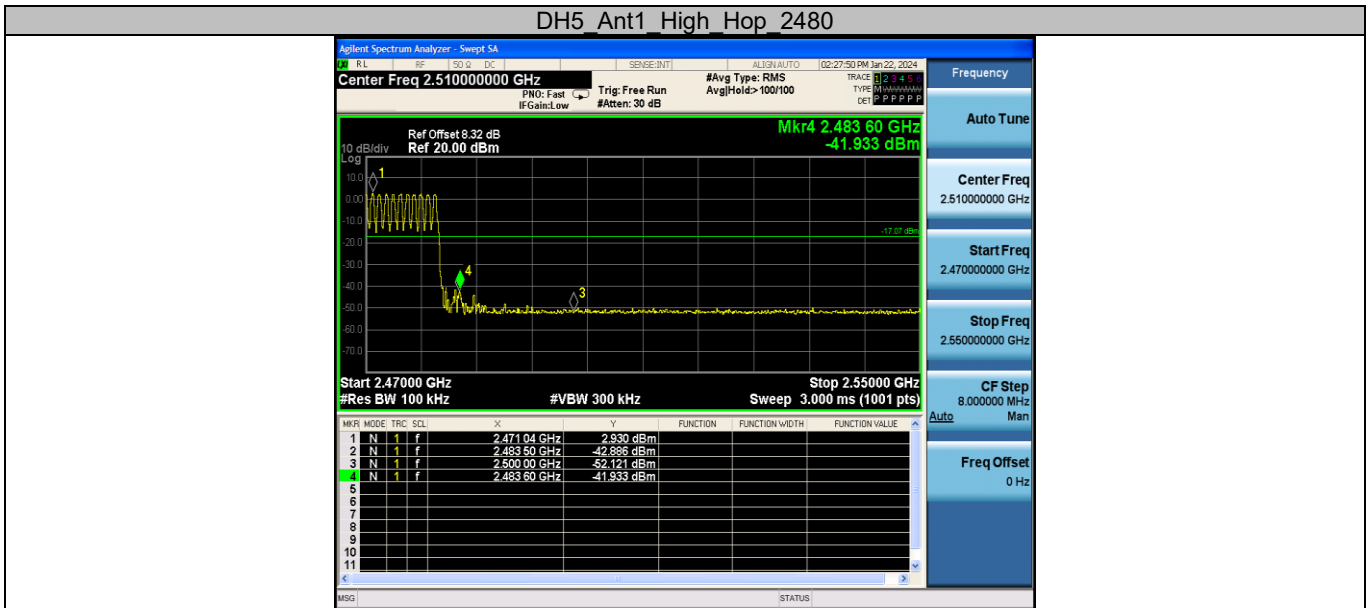 DH5_Ant1_High_Hop_2480
Agilent Spectrum Analyzer - Swept SA
RL RF 50 Ω DC SENSE:INT ALIGNAUTO 02:27:50 PM Jan 22, 2024
Center Freq 2.510000000 GHz
PNO: Fast
IFGain:Low
Trig: Free Run
#Atten: 30 dB
#Avg Type: RMS
Avg|Hold:> 100/100
TRACE 1 2 3 4 5 6
TYPE M
DET P P P P P P
Ref Offset 8.32 dB
10 dB/div Ref 20.00 dBm
Log
Mkr4 2.483 60 GHz
-41.933 dBm
10.0
0.00
-10.0
-20.0
-30.0
-40.0
-50.0
-60.0
-70.0
1
4
3
-17.07 dBm
Start 2.47000 GHz Stop 2.55000 GHz
#Res BW 100 kHz #VBW 300 kHz Sweep 3.000 ms (1001 pts)
MKR MODE TRC SCL X Y FUNCTION FUNCTION WIDTH FUNCTION VALUE
1 N 1 f 2.471 04 GHz 2.930 dBm
2 N 1 f 2.483 50 GHz -42.886 dBm
3 N 1 f 2.500 00 GHz -52.121 dBm
4 N 1 f 2.483 60 GHz -41.933 dBm
5
6
7
8
9
10
11
MSG STATUS
Frequency
Auto Tune
Center Freq
2.510000000 GHz
Start Freq
2.470000000 GHz
Stop Freq
2.550000000 GHz
CF Step
8.000000 MHz
Auto Man
Freq Offset
0 Hz